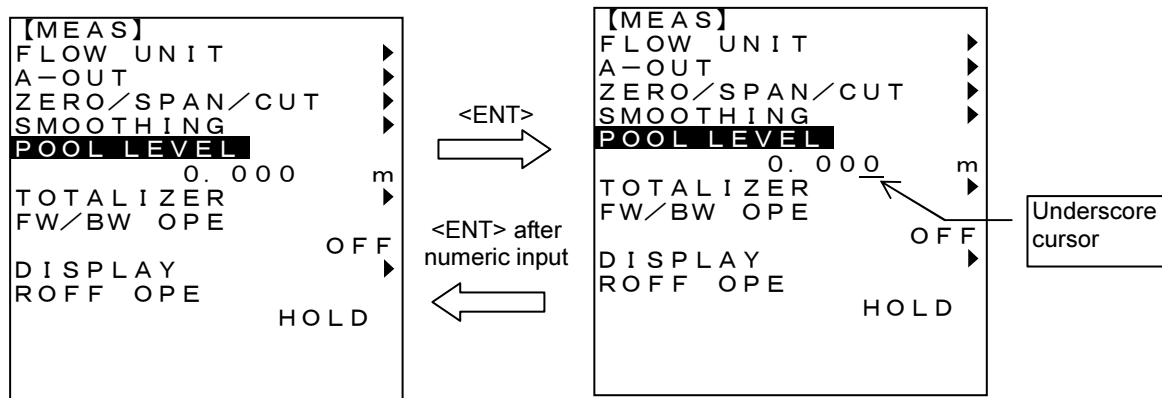 【MEAS】
FLOW UNIT ▶
A－OUT ▶
ZERO／SPAN／CUT ▶
SMOOTHING ▶
POOL LEVEL
0. 000 m
TOTALIZER ▶
FW／BW OPE
OFF
DISPLAY ▶
ROFF OPE
HOLD
<ENT>
<ENT> after
numeric input
【MEAS】
FLOW UNIT ▶
A－OUT ▶
ZERO／SPAN／CUT ▶
SMOOTHING ▶
POOL LEVEL
0. 000 m
TOTALIZER ▶
FW／BW OPE
OFF
DISPLAY ▶
ROFF OPE
HOLD
Underscore
cursor